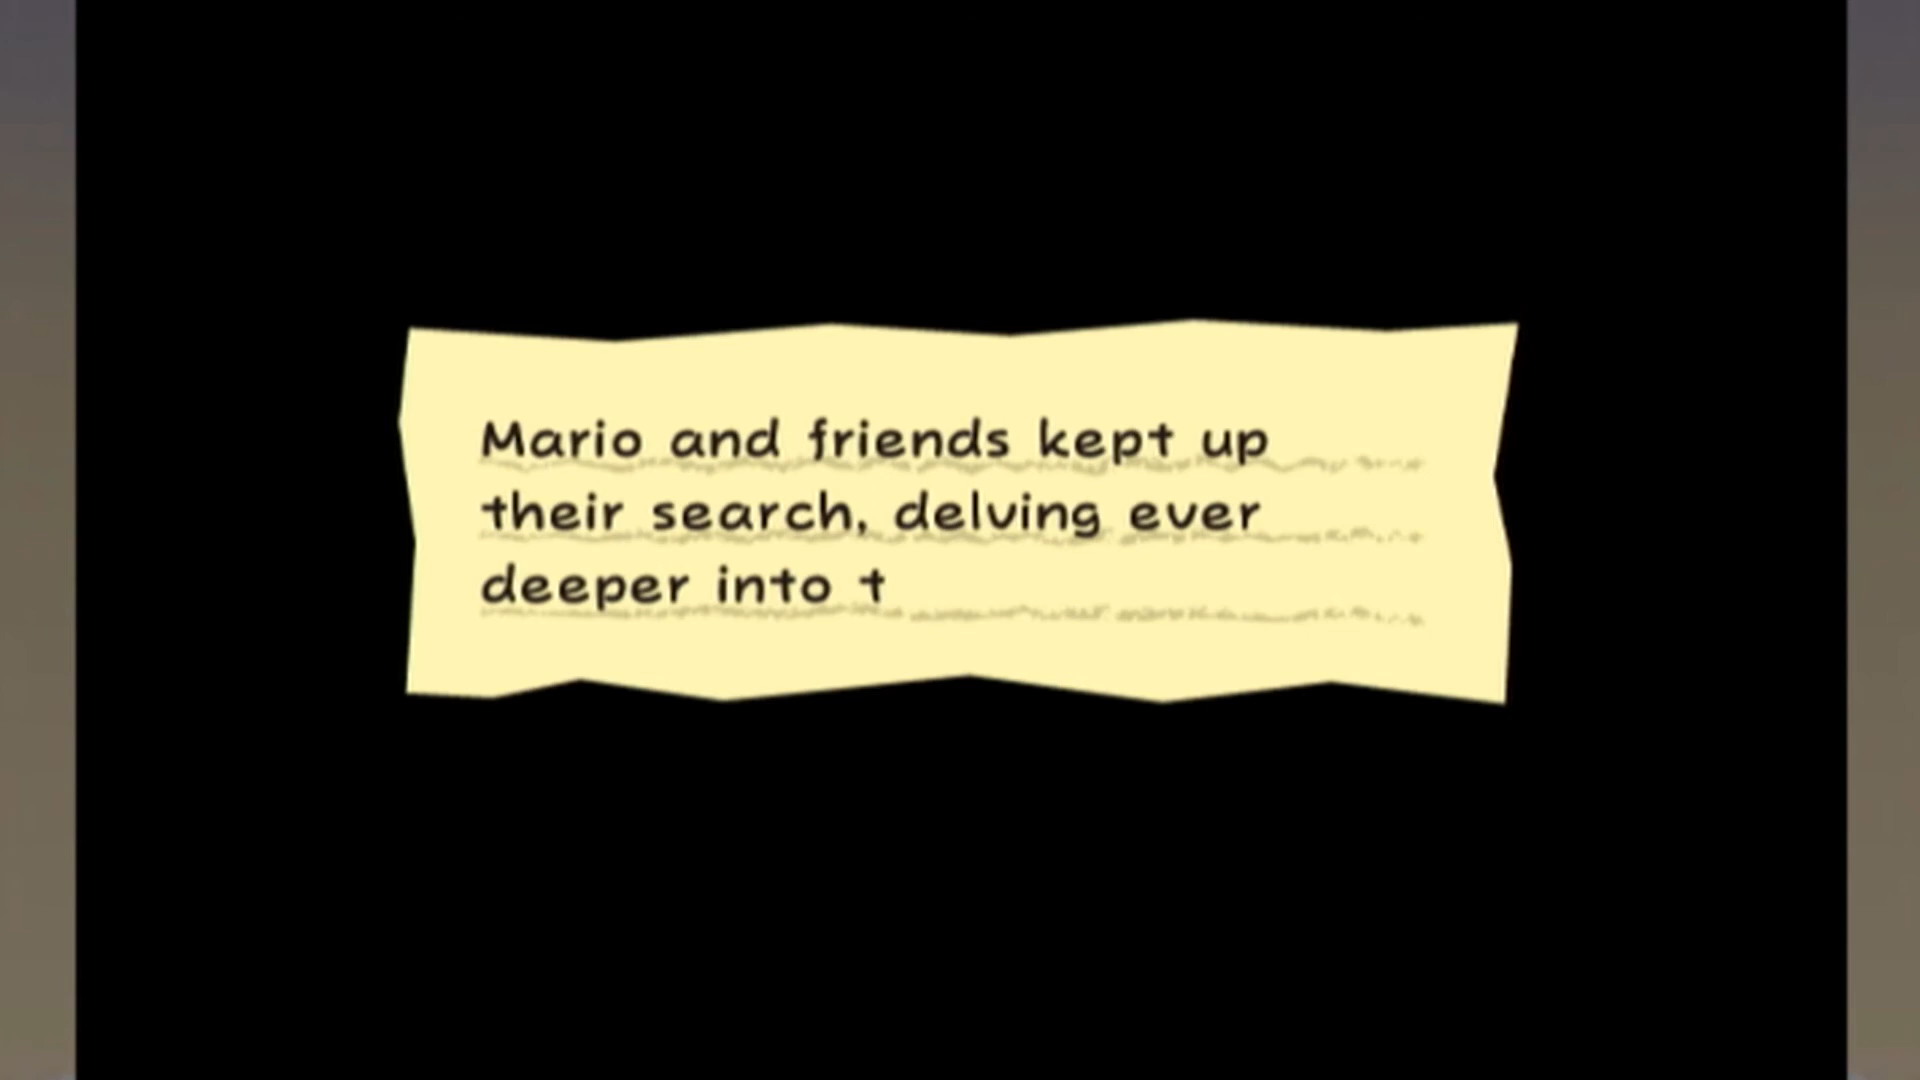 Mario and friends kept up
their search, delving ever
deeper into t